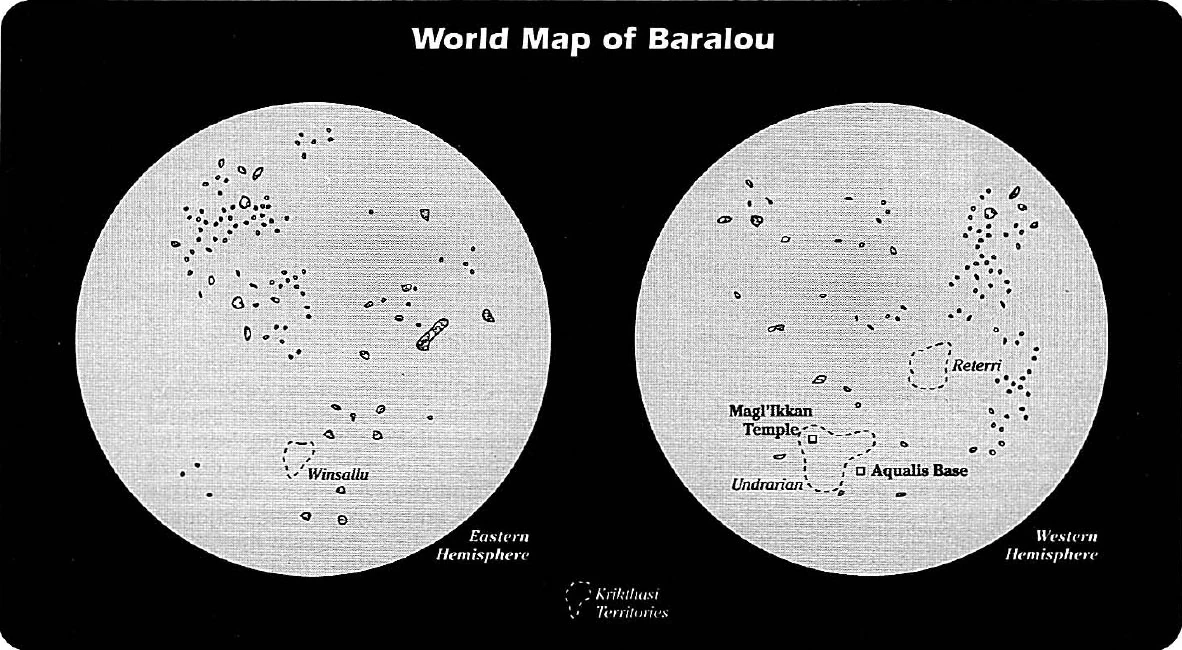 World Map of Baralou
Reterri
Magl'Ikkan
Temple
Winsallu
Aqualis Base
Undrarian
Eastern
Hemisphere
Western
Hemisphere
Krikthasi
Territories